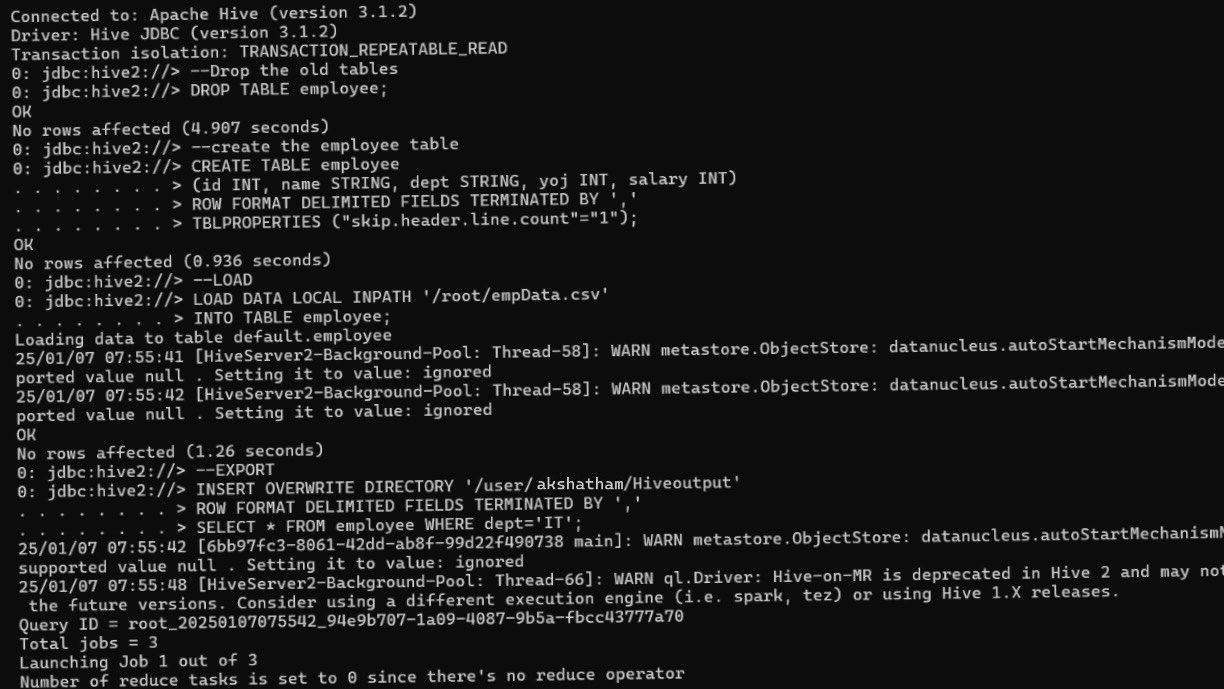 Connected to: Apache Hive (version 3.1.2)
Driver: Hive JDBC (version 3.1.2)
Transaction isolation: TRANSACTION_REPEATABLE_READ
0: jdbc:hive2://> --Drop the old tables
0: jdbc:hive2://> DROP TABLE employee;
OK
No rows affected (4.907 seconds)
0: jdbc:hive2://> --create the employee table
0: jdbc:hive2://> CREATE TABLE employee
. . . . . . . . > (id INT, name STRING, dept STRING, yoj INT, salary INT)
. . . . . . . . > ROW FORMAT DELIMITED FIELDS TERMINATED BY ','
. . . . . . . . > TBLPROPERTIES ("skip.header.line.count"="1");
OK
No rows affected (0.936 seconds)
0: jdbc:hive2://> --LOAD
0: jdbc:hive2://> LOAD DATA LOCAL INPATH '/root/empData.csv'
. . . . . . . . > INTO TABLE employee;
Loading data to table default.employee
25/01/07 07:55:41 [HiveServer2-Background-Pool: Thread-58]: WARN metastore.ObjectStore: datanucleus.autoStartMechanismMode
ported value null . Setting it to value: ignored
25/01/07 07:55:42 [HiveServer2-Background-Pool: Thread-58]: WARN metastore.ObjectStore: datanucleus.autoStartMechanismMode
ported value null . Setting it to value: ignored
OK
No rows affected (1.26 seconds)
0: jdbc:hive2://> --EXPORT
0: jdbc:hive2://> INSERT OVERWRITE DIRECTORY '/user/akshatham/Hiveoutput'
. . . . . . . . > ROW FORMAT DELIMITED FIELDS TERMINATED BY ','
. . . . . . . . > SELECT * FROM employee WHERE dept='IT';
25/01/07 07:55:42 [6bb97fc3-8061-42dd-ab8f-99d22f490738 main]: WARN metastore.ObjectStore: datanucleus.autoStartMechanismM
supported value null . Setting it to value: ignored
25/01/07 07:55:48 [HiveServer2-Background-Pool: Thread-66]: WARN ql.Driver: Hive-on-MR is deprecated in Hive 2 and may not
the future versions. Consider using a different execution engine (i.e. spark, tez) or using Hive 1.X releases.
Query ID = root_20250107075542_94e9b707-1a09-4087-9b5a-fbcc43777a70
Total jobs = 3
Launching Job 1 out of 3
Number of reduce tasks is set to 0 since there's no reduce operator